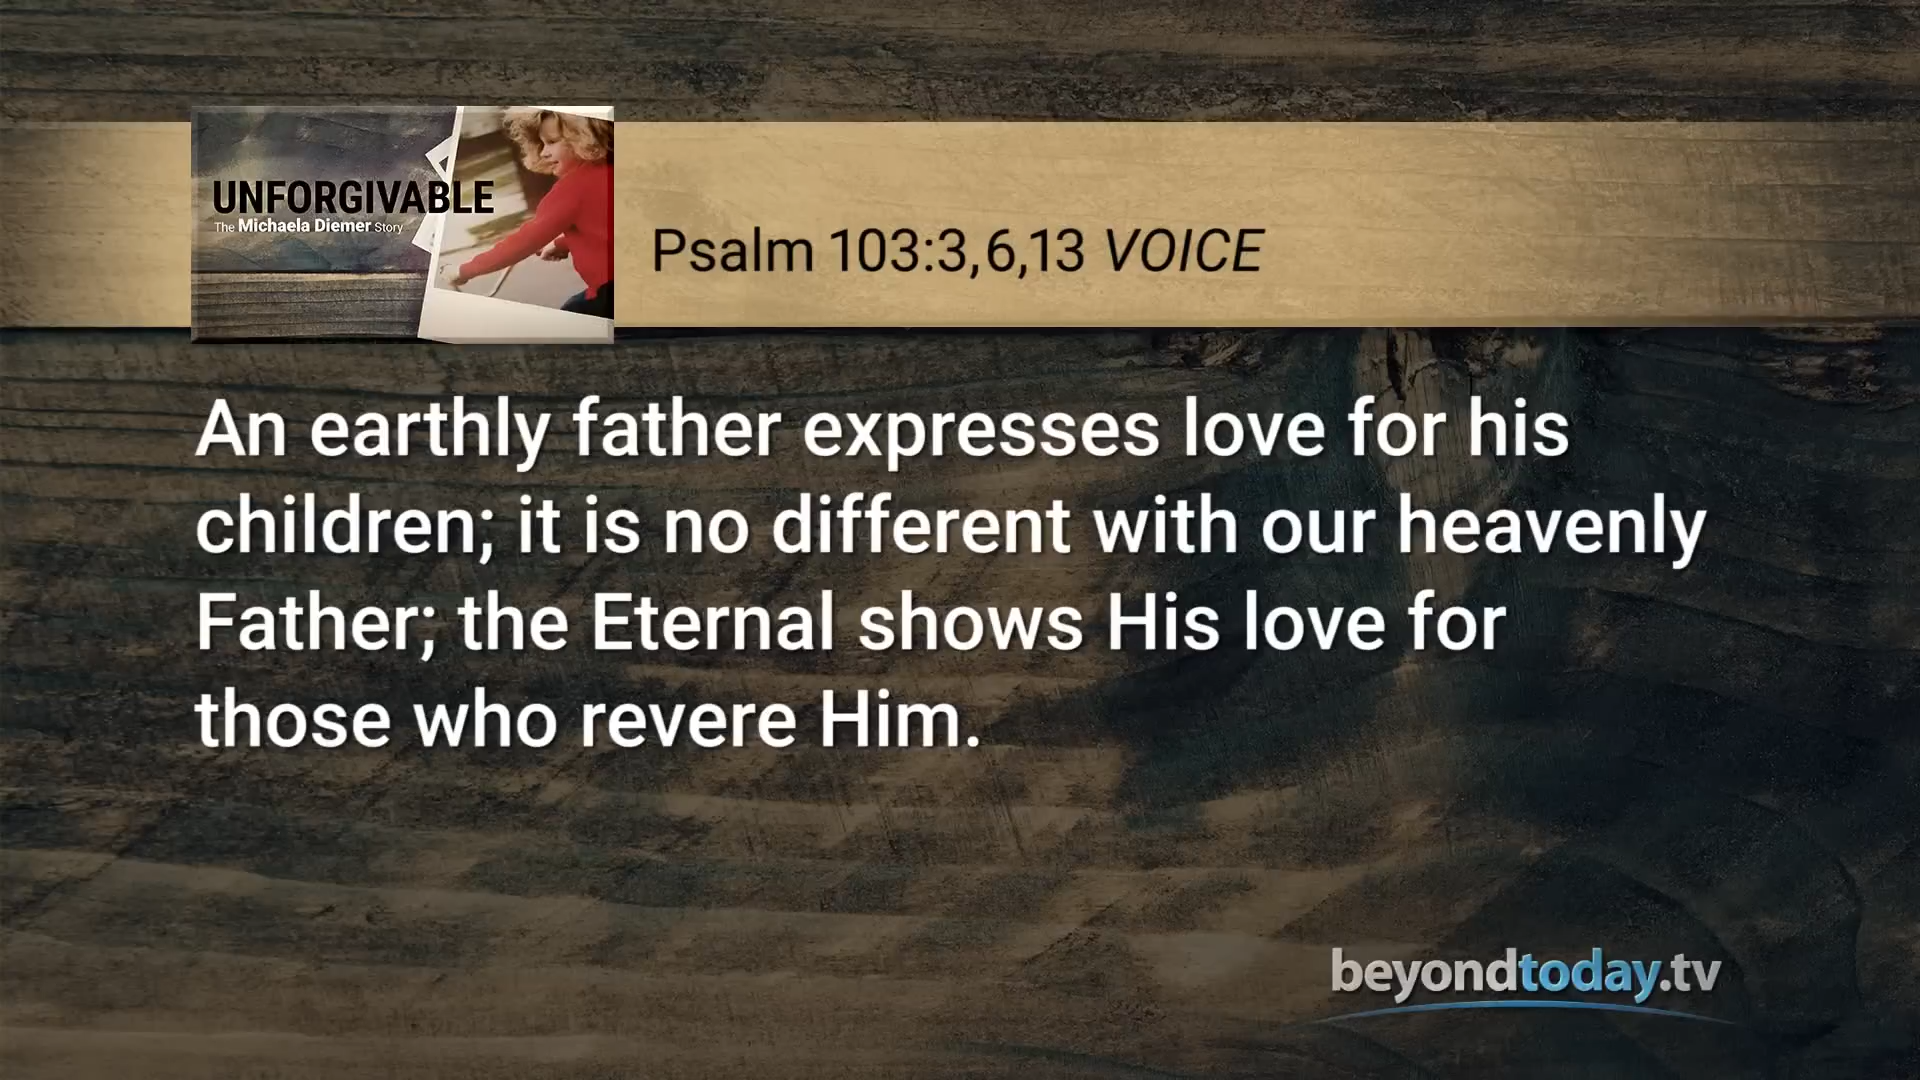 UNFORGIVABLE
The Michaela Diemer Story
Psalm 103:3,6,13 VOICE
An earthly father expresses love for his
children; it is no different with our heavenly
Father; the Eternal shows His love for
those who revere Him.
beyondtoday.tv